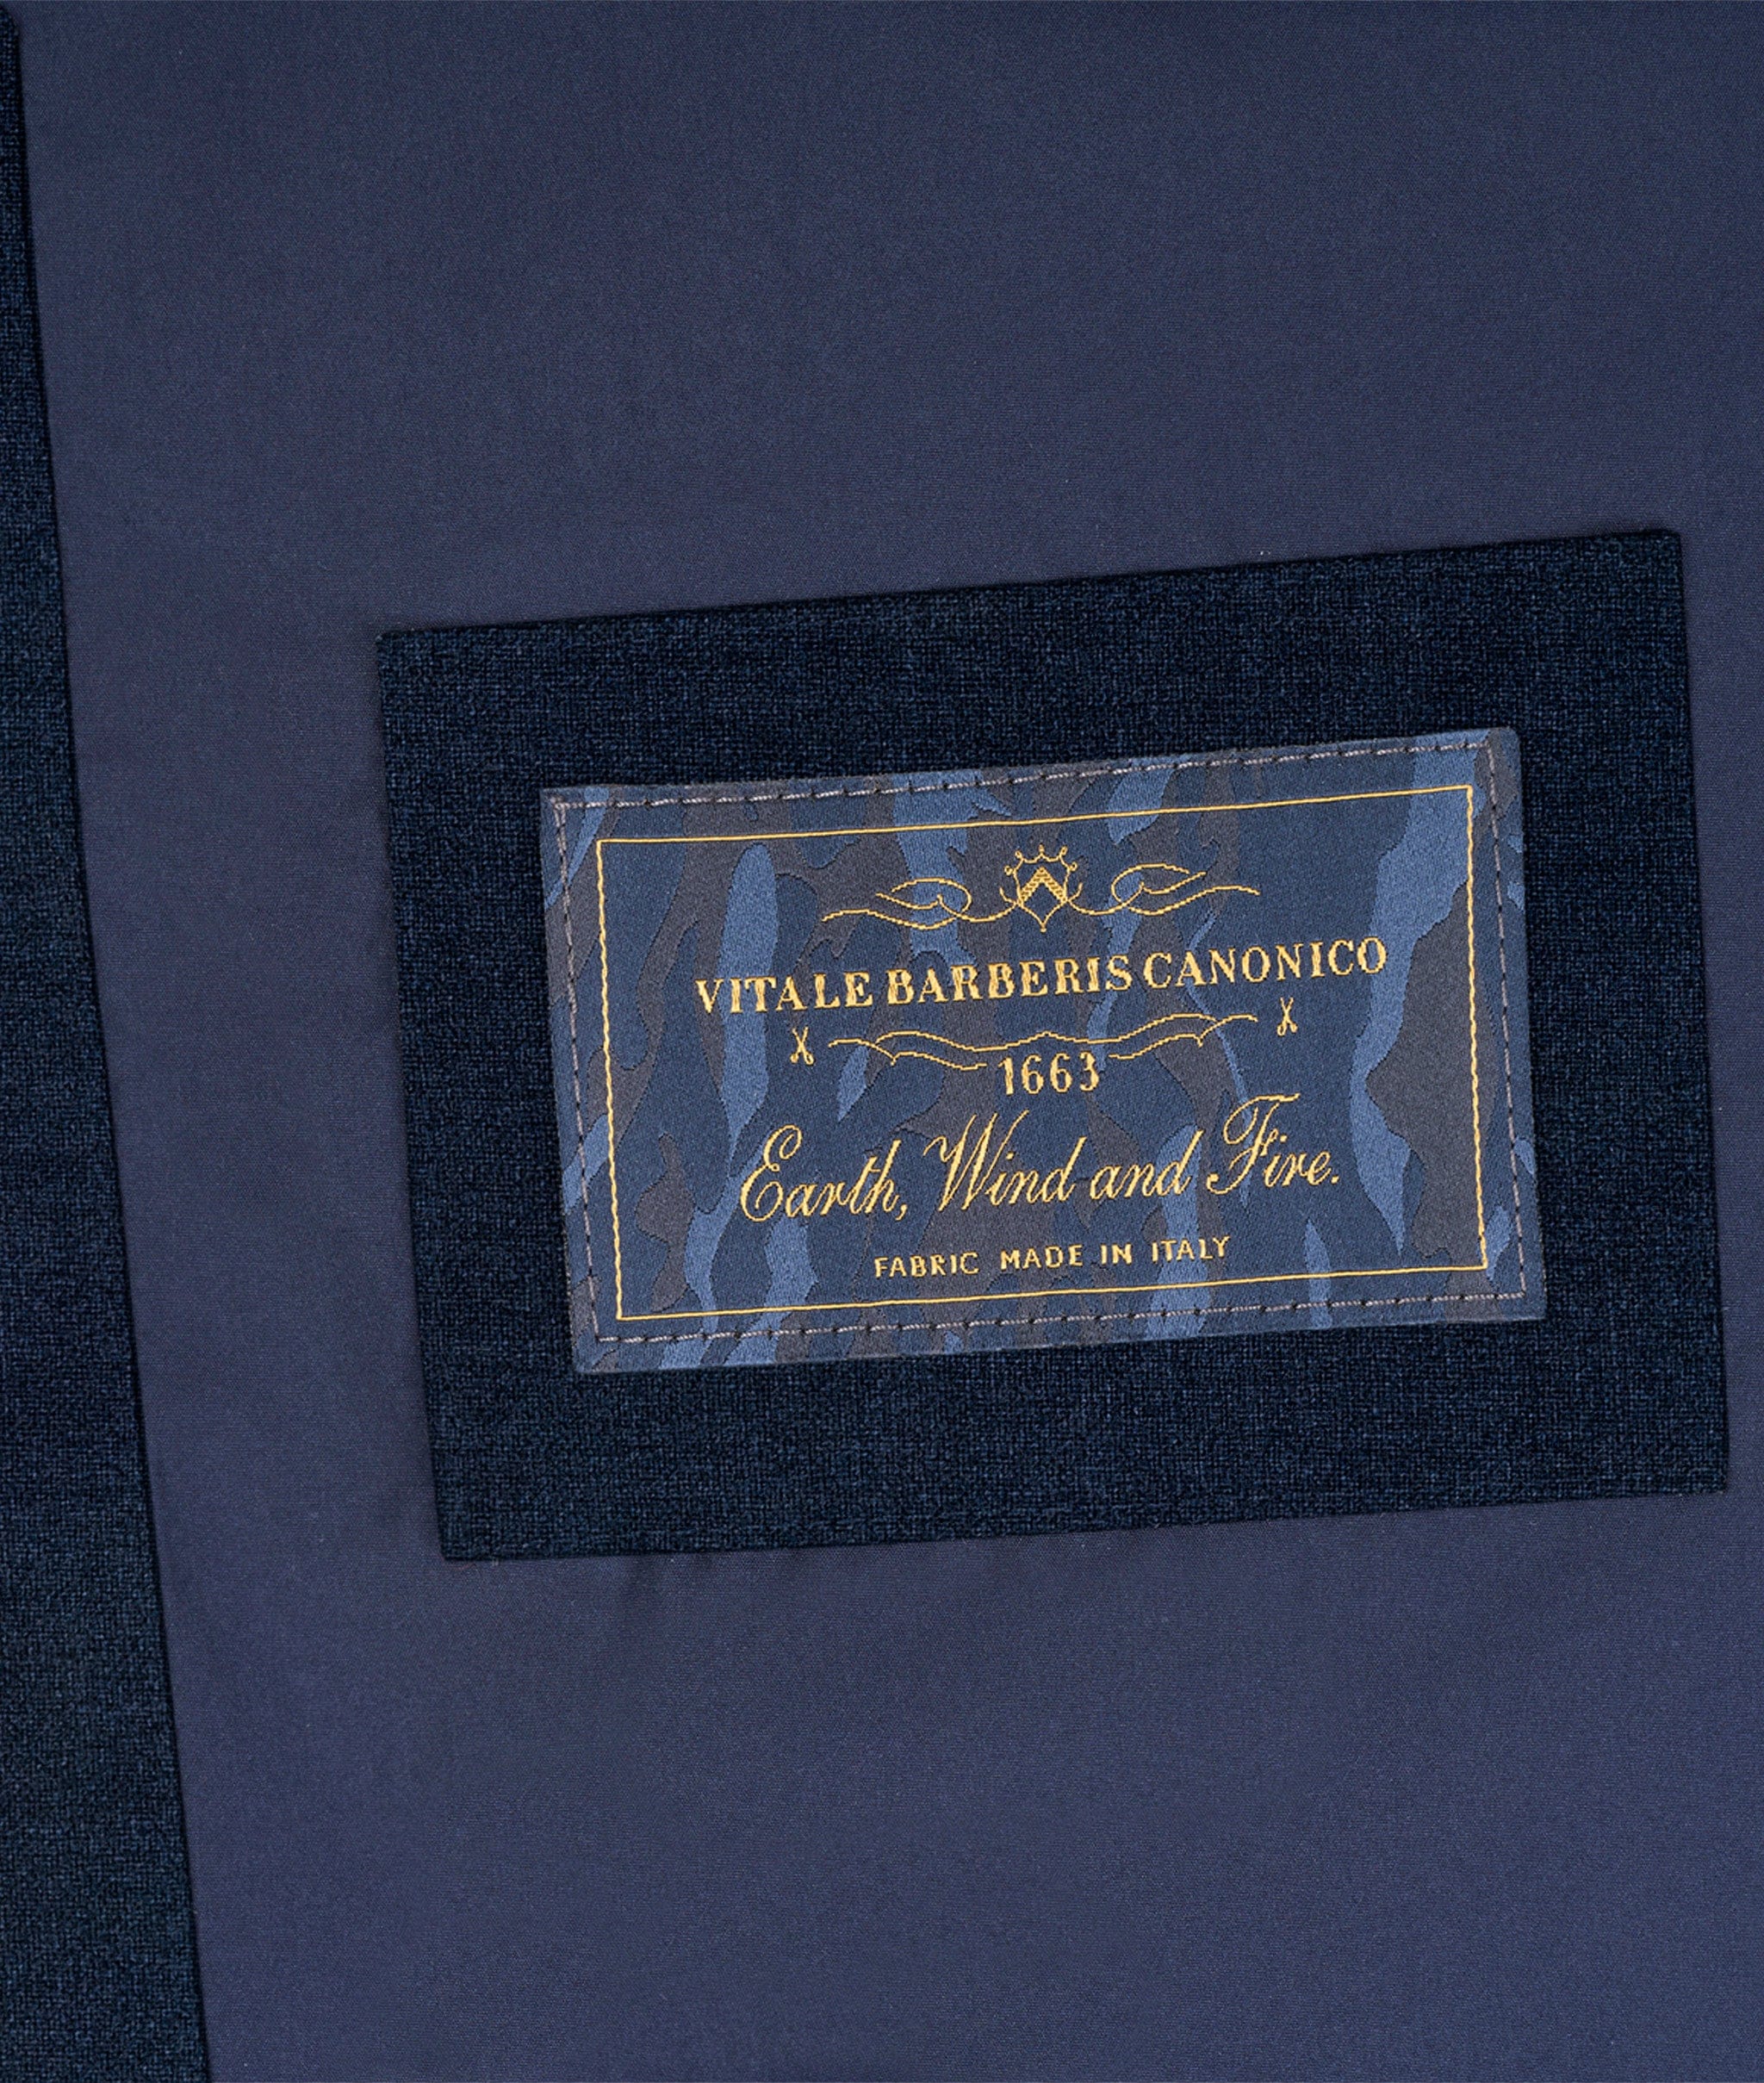 VITALE BARBERIS CANONICO
1663
Earth, Wind and Fire.
FABRIC MADE IN ITALY